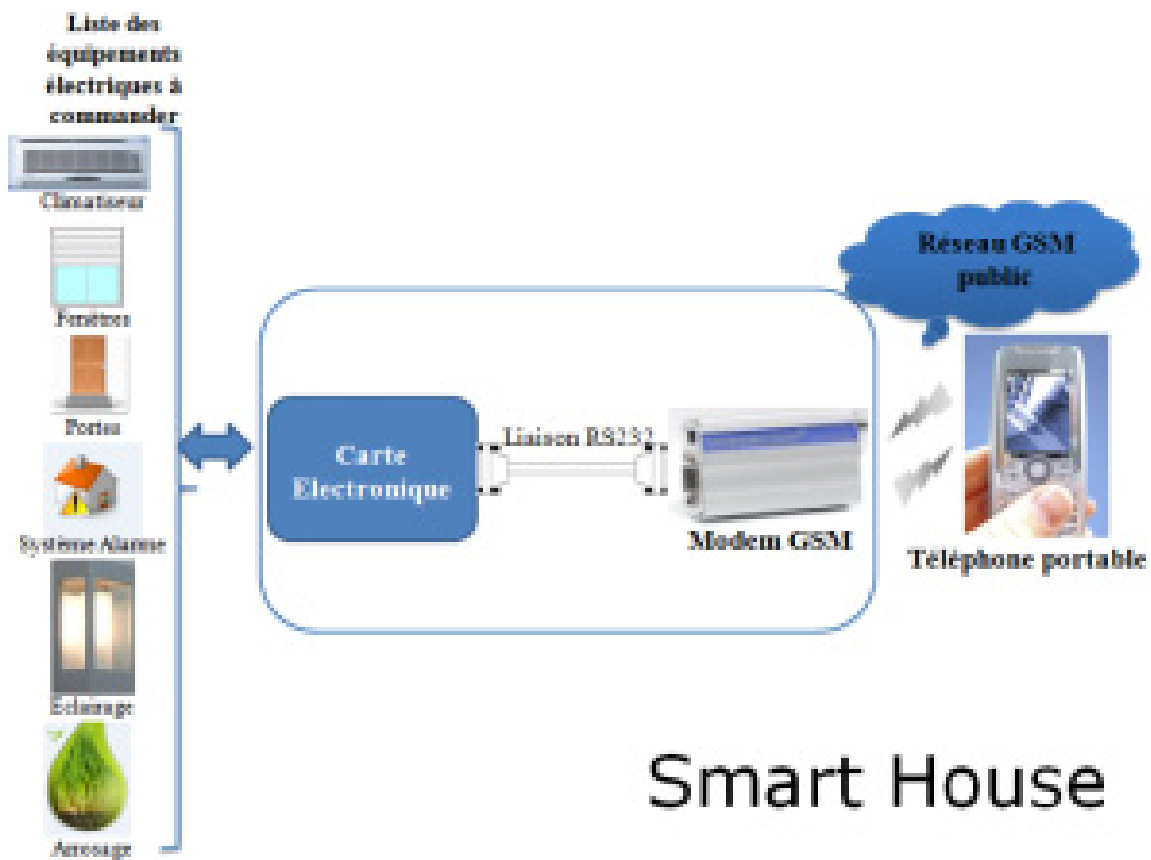 Liste des
équipements
électriques à
commander
Climatiseur
Fenêtres
Portes
Système Alarme
Eclairage
Arrosage
Carte
Electronique
Liaison RS232
Modem GSM
Réseau GSM
public
Téléphone portable
Smart House